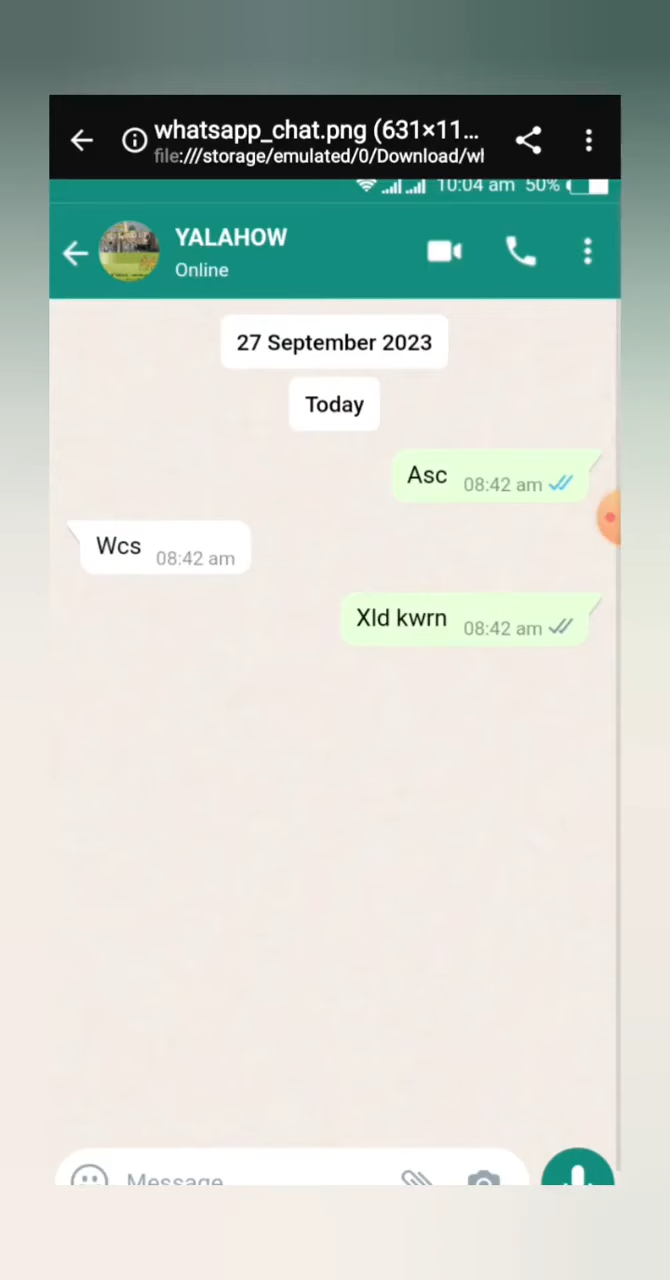 whatsapp_chat.png (631×11...
file:///storage/emulated/0/Download/wl
10:04 am 50%
YALAHOW
Online
27 September 2023
Today
Asc 08:42 am
Wcs 08:42 am
Xld kwrn 08:42 am
Message